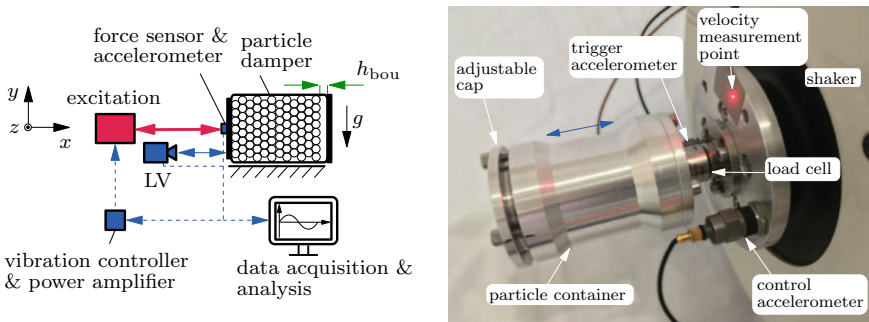 force sensor &
accelerometer
particle
damper
h_bou
y
excitation
z
x
g
LV
vibration controller
& power amplifier
data acquisition &
analysis
velocity
measurement
point
trigger
accelerometer
adjustable
cap
shaker
load cell
particle container
control
accelerometer